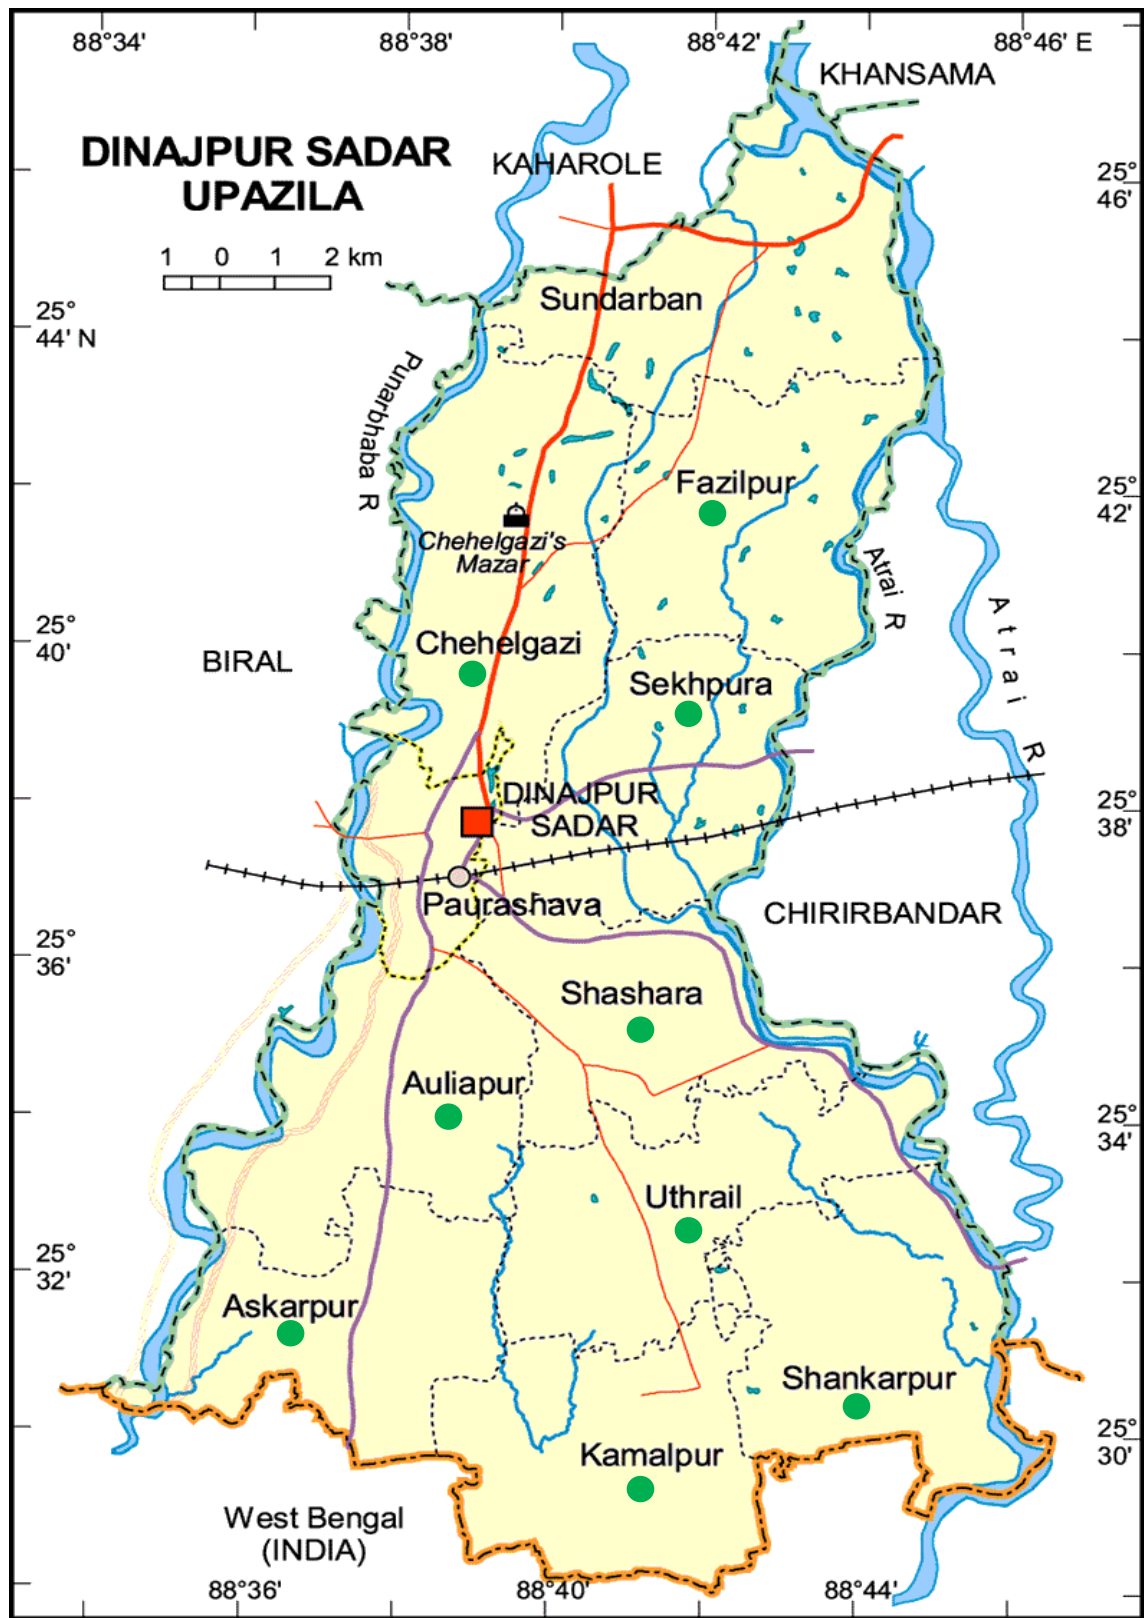 88°34'
88°38'
88°42'
88°46' E
KHANSAMA
DINAJPUR SADAR
UPAZILA
KAHAROLE
25°
46'
1 0 1 2 km
Sundarban
25°
44' N
Punarbhaba R
Fazilpur
25°
42'
Chehelgazi's
Mazar
Atrai R
Atrai R
25°
40'
Chehelgazi
BIRAL
Sekhpura
DINAJPUR
SADAR
25°
38'
Paurashava
CHIRIRBANDAR
25°
36'
Shashara
Auliapur
25°
34'
Uthrail
25°
32'
Askarpur
Shankarpur
25°
30'
Kamalpur
West Bengal
(INDIA)
88°36'
88°40'
88°44'